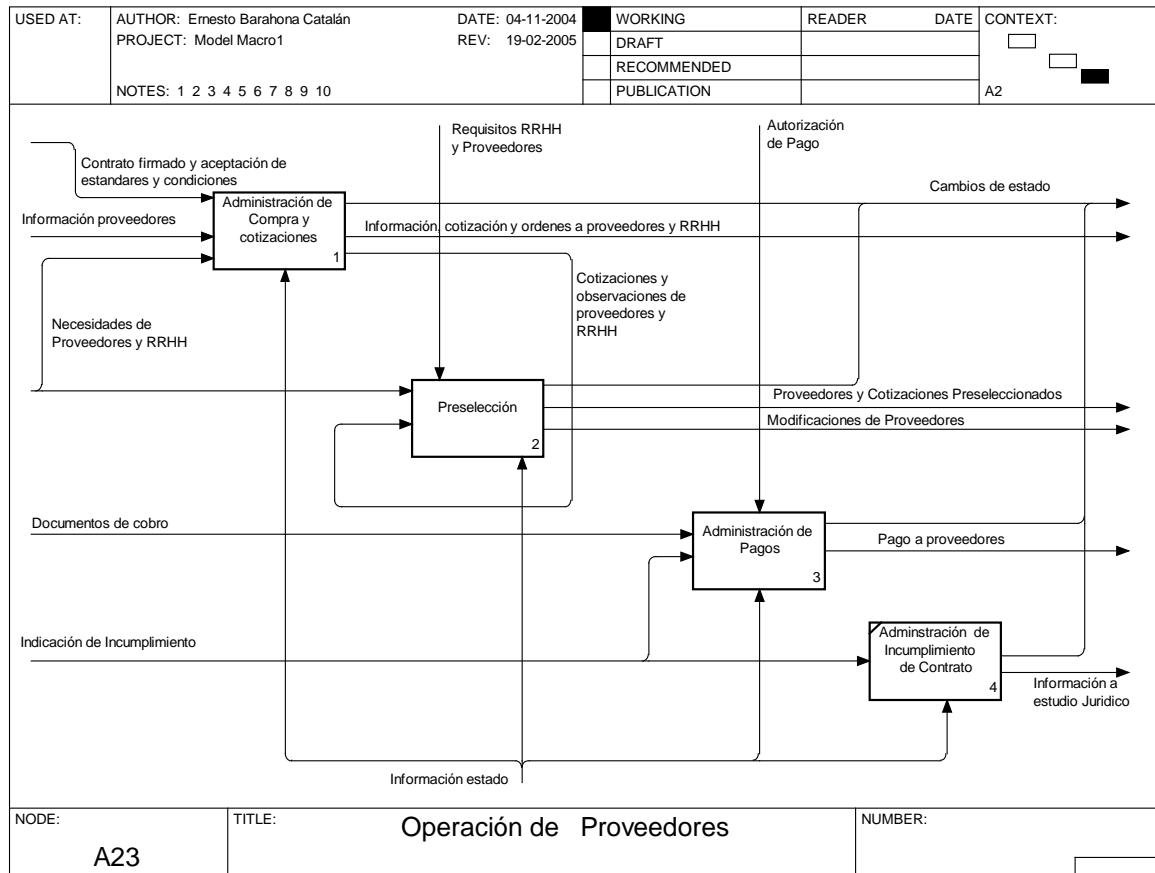 USED AT:
AUTHOR: Ernesto Barahona Catalán
DATE: 04-11-2004
WORKING
READER
DATE
CONTEXT:
PROJECT: Model Macro1
REV: 19-02-2005
DRAFT
RECOMMENDED
NOTES: 1 2 3 4 5 6 7 8 9 10
PUBLICATION
A2
Requisitos RRHH
y Proveedores
Autorización
de Pago
Contrato firmado y aceptación de
estandares y condiciones
Cambios de estado
Administración de
Compra y
cotizaciones
1
Información proveedores
Información, cotización y ordenes a proveedores y RRHH
Cotizaciones y
observaciones de
proveedores y
RRHH
Necesidades de
Proveedores y RRHH
Preselección
2
Proveedores y Cotizaciones Preseleccionados
Modificaciones de Proveedores
Documentos de cobro
Administración de
Pagos
3
Pago a proveedores
Indicación de Incumplimiento
Adminstración de
Incumplimiento
de Contrato
4
Información a
estudio Juridico
Información estado
NODE:
A23
TITLE:
Operación de Proveedores
NUMBER: